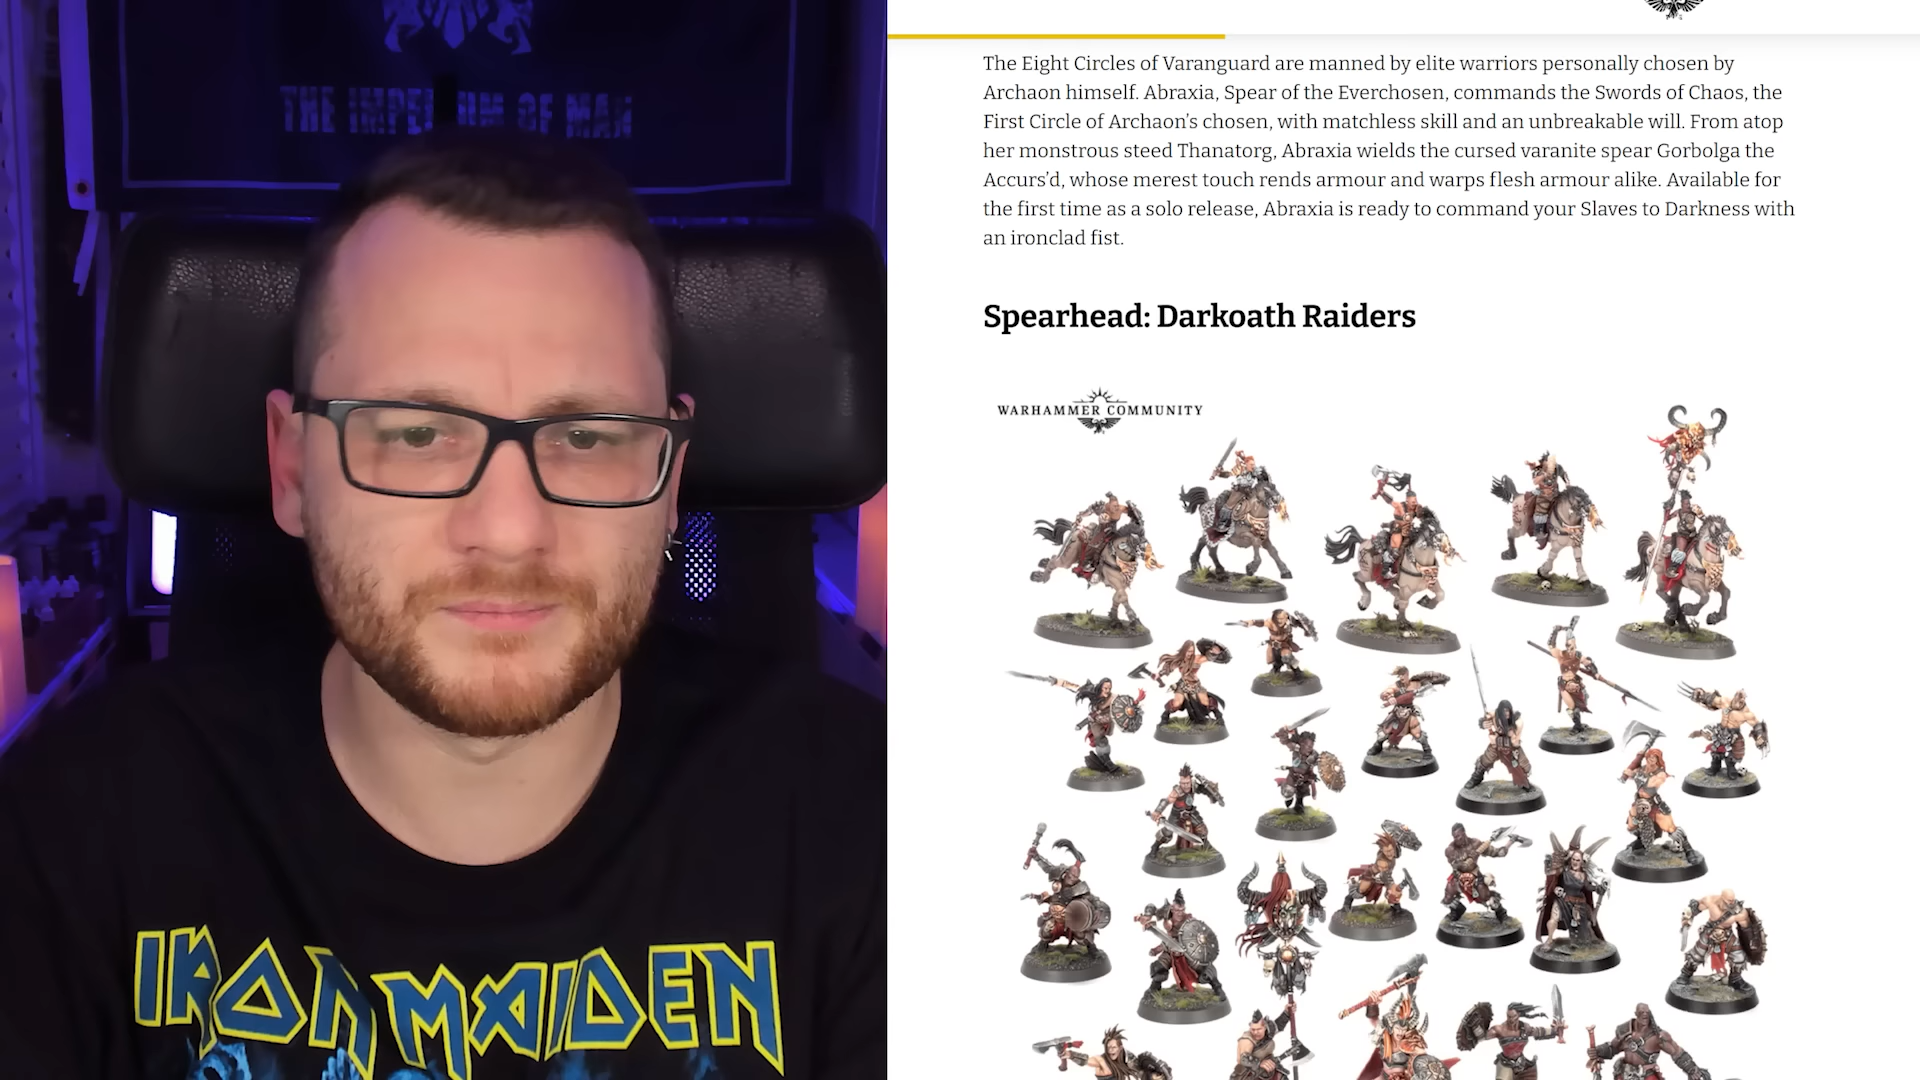 THE IMPERIUM OF MAN
IRON MAIDEN
The Eight Circles of Varanguard are manned by elite warriors personally chosen by
Archaon himself. Abraxia, Spear of the Everchosen, commands the Swords of Chaos, the
First Circle of Archaon’s chosen, with matchless skill and an unbreakable will. From atop
her monstrous steed Thanatorg, Abraxia wields the cursed varanite spear Gorbolga the
Accurs’d, whose merest touch rends armour and warps flesh armour alike. Available for
the first time as a solo release, Abraxia is ready to command your Slaves to Darkness with
an ironclad fist.
Spearhead: Darkoath Raiders
WARHAMMER COMMUNITY